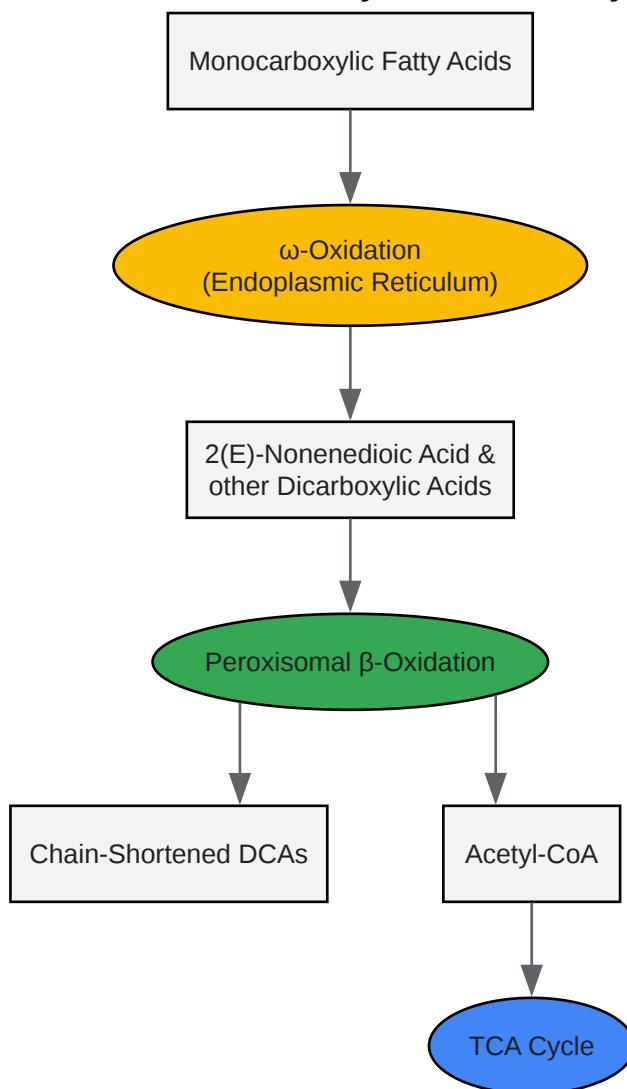 Monocarboxylic Fatty Acids
ω-Oxidation
(Endoplasmic Reticulum)
2(E)-Nonenedioic Acid &
other Dicarboxylic Acids
Peroxisomal β-Oxidation
Chain-Shortened DCAs
Acetyl-CoA
TCA Cycle